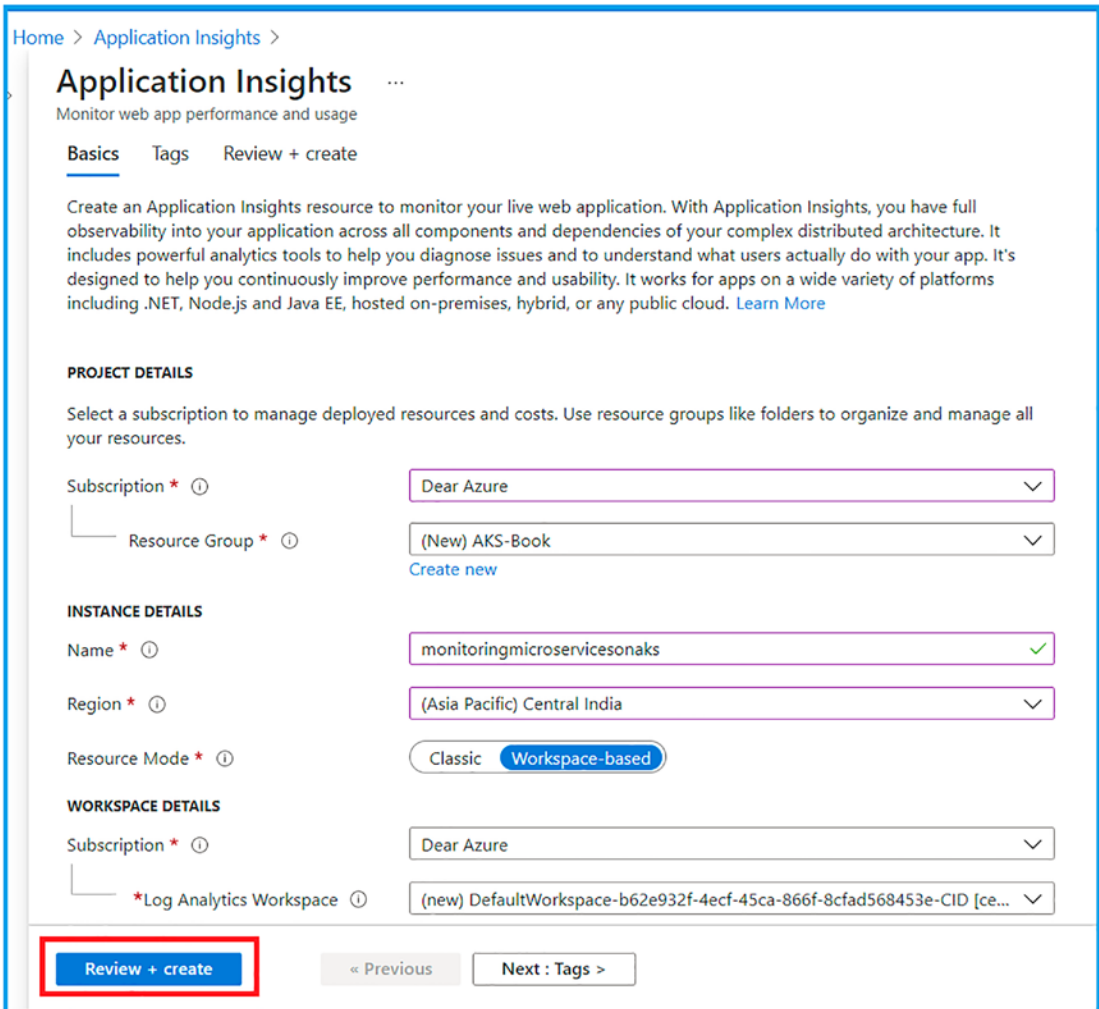 Home > Application Insights >
Application Insights ...
Monitor web app performance and usage
Basics Tags Review + create
Create an Application Insights resource to monitor your live web application. With Application Insights, you have full
observability into your application across all components and dependencies of your complex distributed architecture. It
includes powerful analytics tools to help you diagnose issues and to understand what users actually do with your app. It's
designed to help you continuously improve performance and usability. It works for apps on a wide variety of platforms
including .NET, Node.js and Java EE, hosted on-premises, hybrid, or any public cloud. Learn More
PROJECT DETAILS
Select a subscription to manage deployed resources and costs. Use resource groups like folders to organize and manage all
your resources.
Subscription * Dear Azure
Resource Group * (New) AKS-Book
Create new
INSTANCE DETAILS
Name * monitoringmicroservicesonaks
Region * (Asia Pacific) Central India
Resource Mode * Classic Workspace-based
WORKSPACE DETAILS
Subscription * Dear Azure
*Log Analytics Workspace (new) DefaultWorkspace-b62e932f-4ecf-45ca-866f-8cfad568453e-CID [ce...
Review + create « Previous Next : Tags >